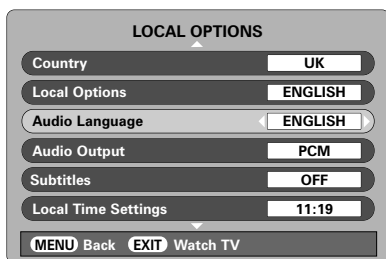 LOCAL OPTIONS
Country UK
Local Options ENGLISH
Audio Language ENGLISH
Audio Output PCM
Subtitles OFF
Local Time Settings 11:19
MENU Back EXIT Watch TV